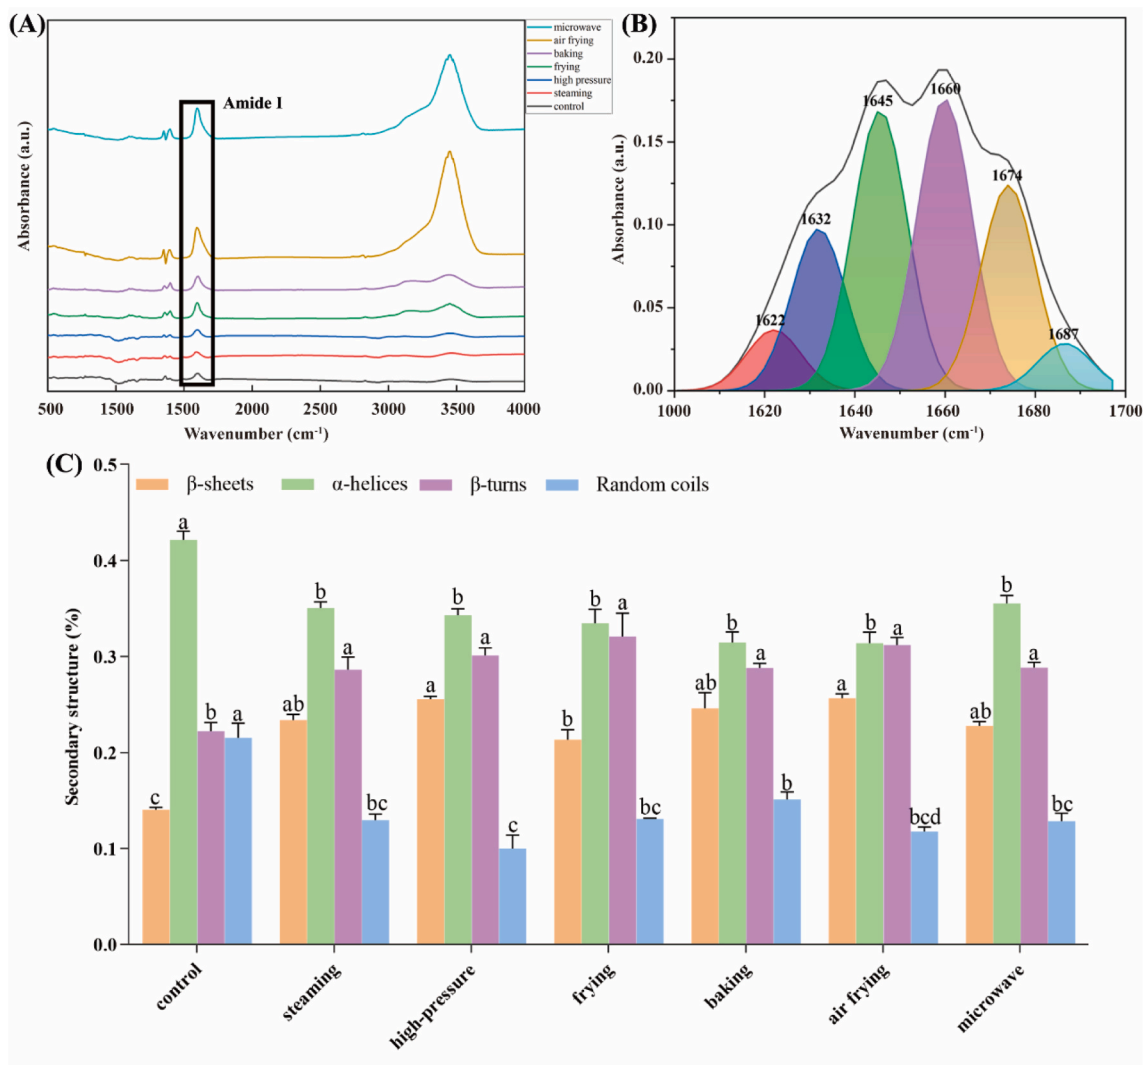 (A)
microwave
air frying
baking
frying
high pressure
steaming
control
Amide I
Absorbance (a.u.)
500 1500 1500 2000 2500 3000 3500 4000
Wavenumber (cm-1)
(B)
0.20
0.15
0.10
0.05
0.00
Absorbance (a.u.)
1622
1632
1645
1660
1674
1687
1000 1620 1640 1660 1680 1700
Wavenumber (cm-1)
(C)
β-sheets α-helices β-turns Random coils
0.5
0.4
0.3
0.2
0.1
0.0
Secondary structure (%)
c a b a
ab b a bc
a b a c
b b a bc
ab b a b
a b a bcd
ab b a bc
control
steaming
high-pressure
frying
baking
air frying
microwave